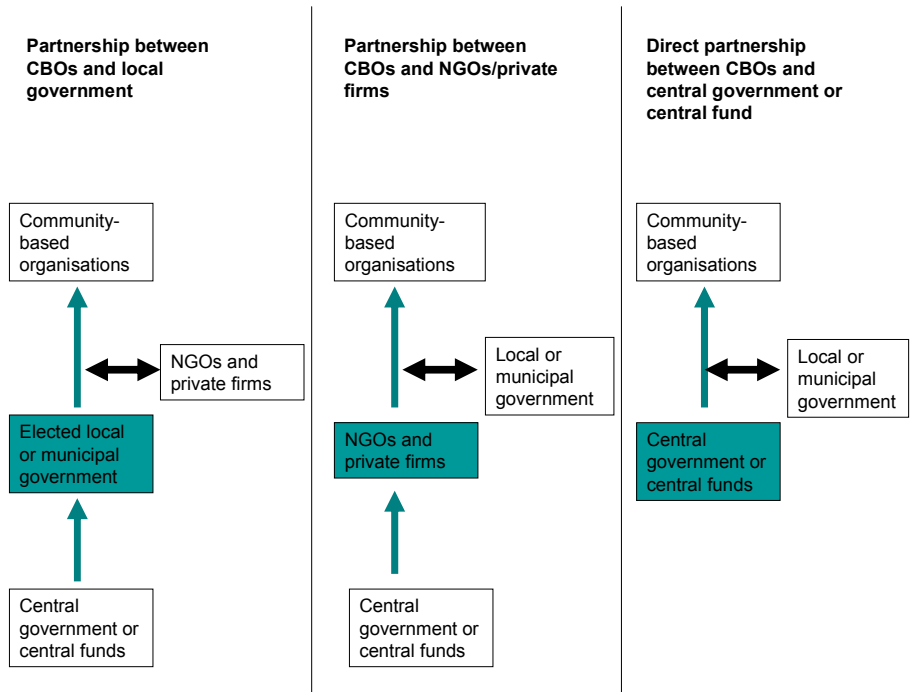 Partnership between
CBOs and local
government
Community-
based
organisations
NGOs and
private firms
Elected local
or municipal
government
Central
government or
central funds
Partnership between
CBOs and NGOs/private
firms
Community-
based
organisations
Local or
municipal
government
NGOs and
private firms
Central
government or
central funds
Direct partnership
between CBOs and
central government or
central fund
Community-
based
organisations
Local or
municipal
government
Central
government or
central funds